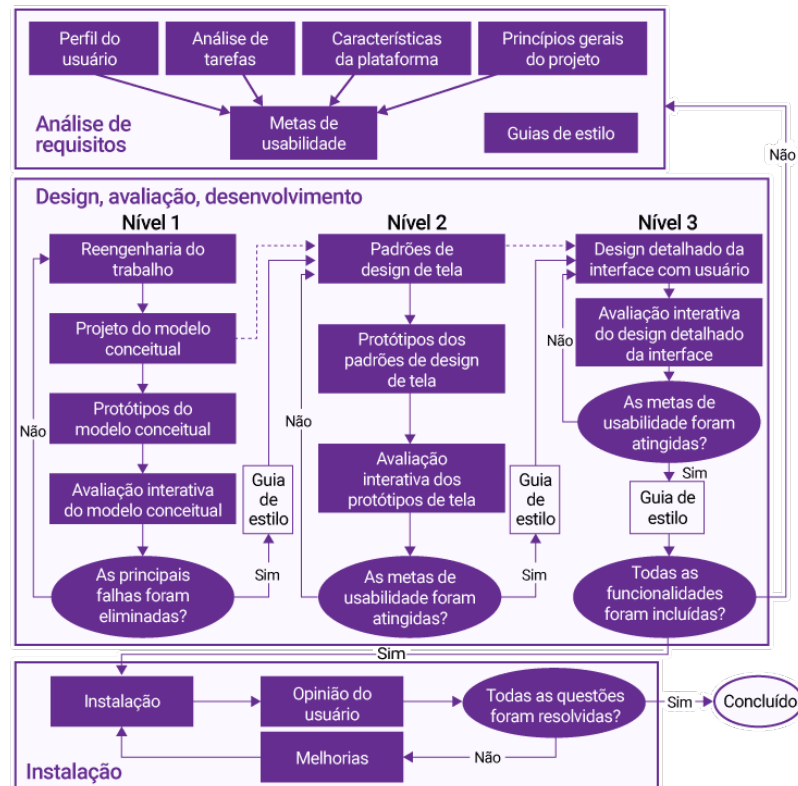 Perfil do
usuário
Análise de
tarefas
Características
da plataforma
Princípios gerais
do projeto
Análise de
requisitos
Metas de
usabilidade
Guias de estilo
Não
Design, avaliação, desenvolvimento
Nível 1
Reengenharia do
trabalho
Projeto do modelo
conceitual
Protótipos do
modelo conceitual
Avaliação interativa
do modelo conceitual
As principais
falhas foram
eliminadas?
Não
Sim
Guia
de
estilo
Nível 2
Padrões de
design de tela
Protótipos dos
padrões de design
de tela
Avaliação interativa
dos protótipos de tela
As metas de
usabilidade foram
atingidas?
Não
Sim
Guia
de
estilo
Nível 3
Design detalhado da
interface com usuário
Avaliação interativa
do design detalhado
da interface
Não
As metas de
usabilidade foram
atingidas?
Sim
Guia de
estilo
Todas as
funcionalidades
foram incluídas?
Sim
Instalação
Opinião do
usuário
Todas as questões
foram resolvidas?
Sim
Concluído
Não
Melhorias
Instalação